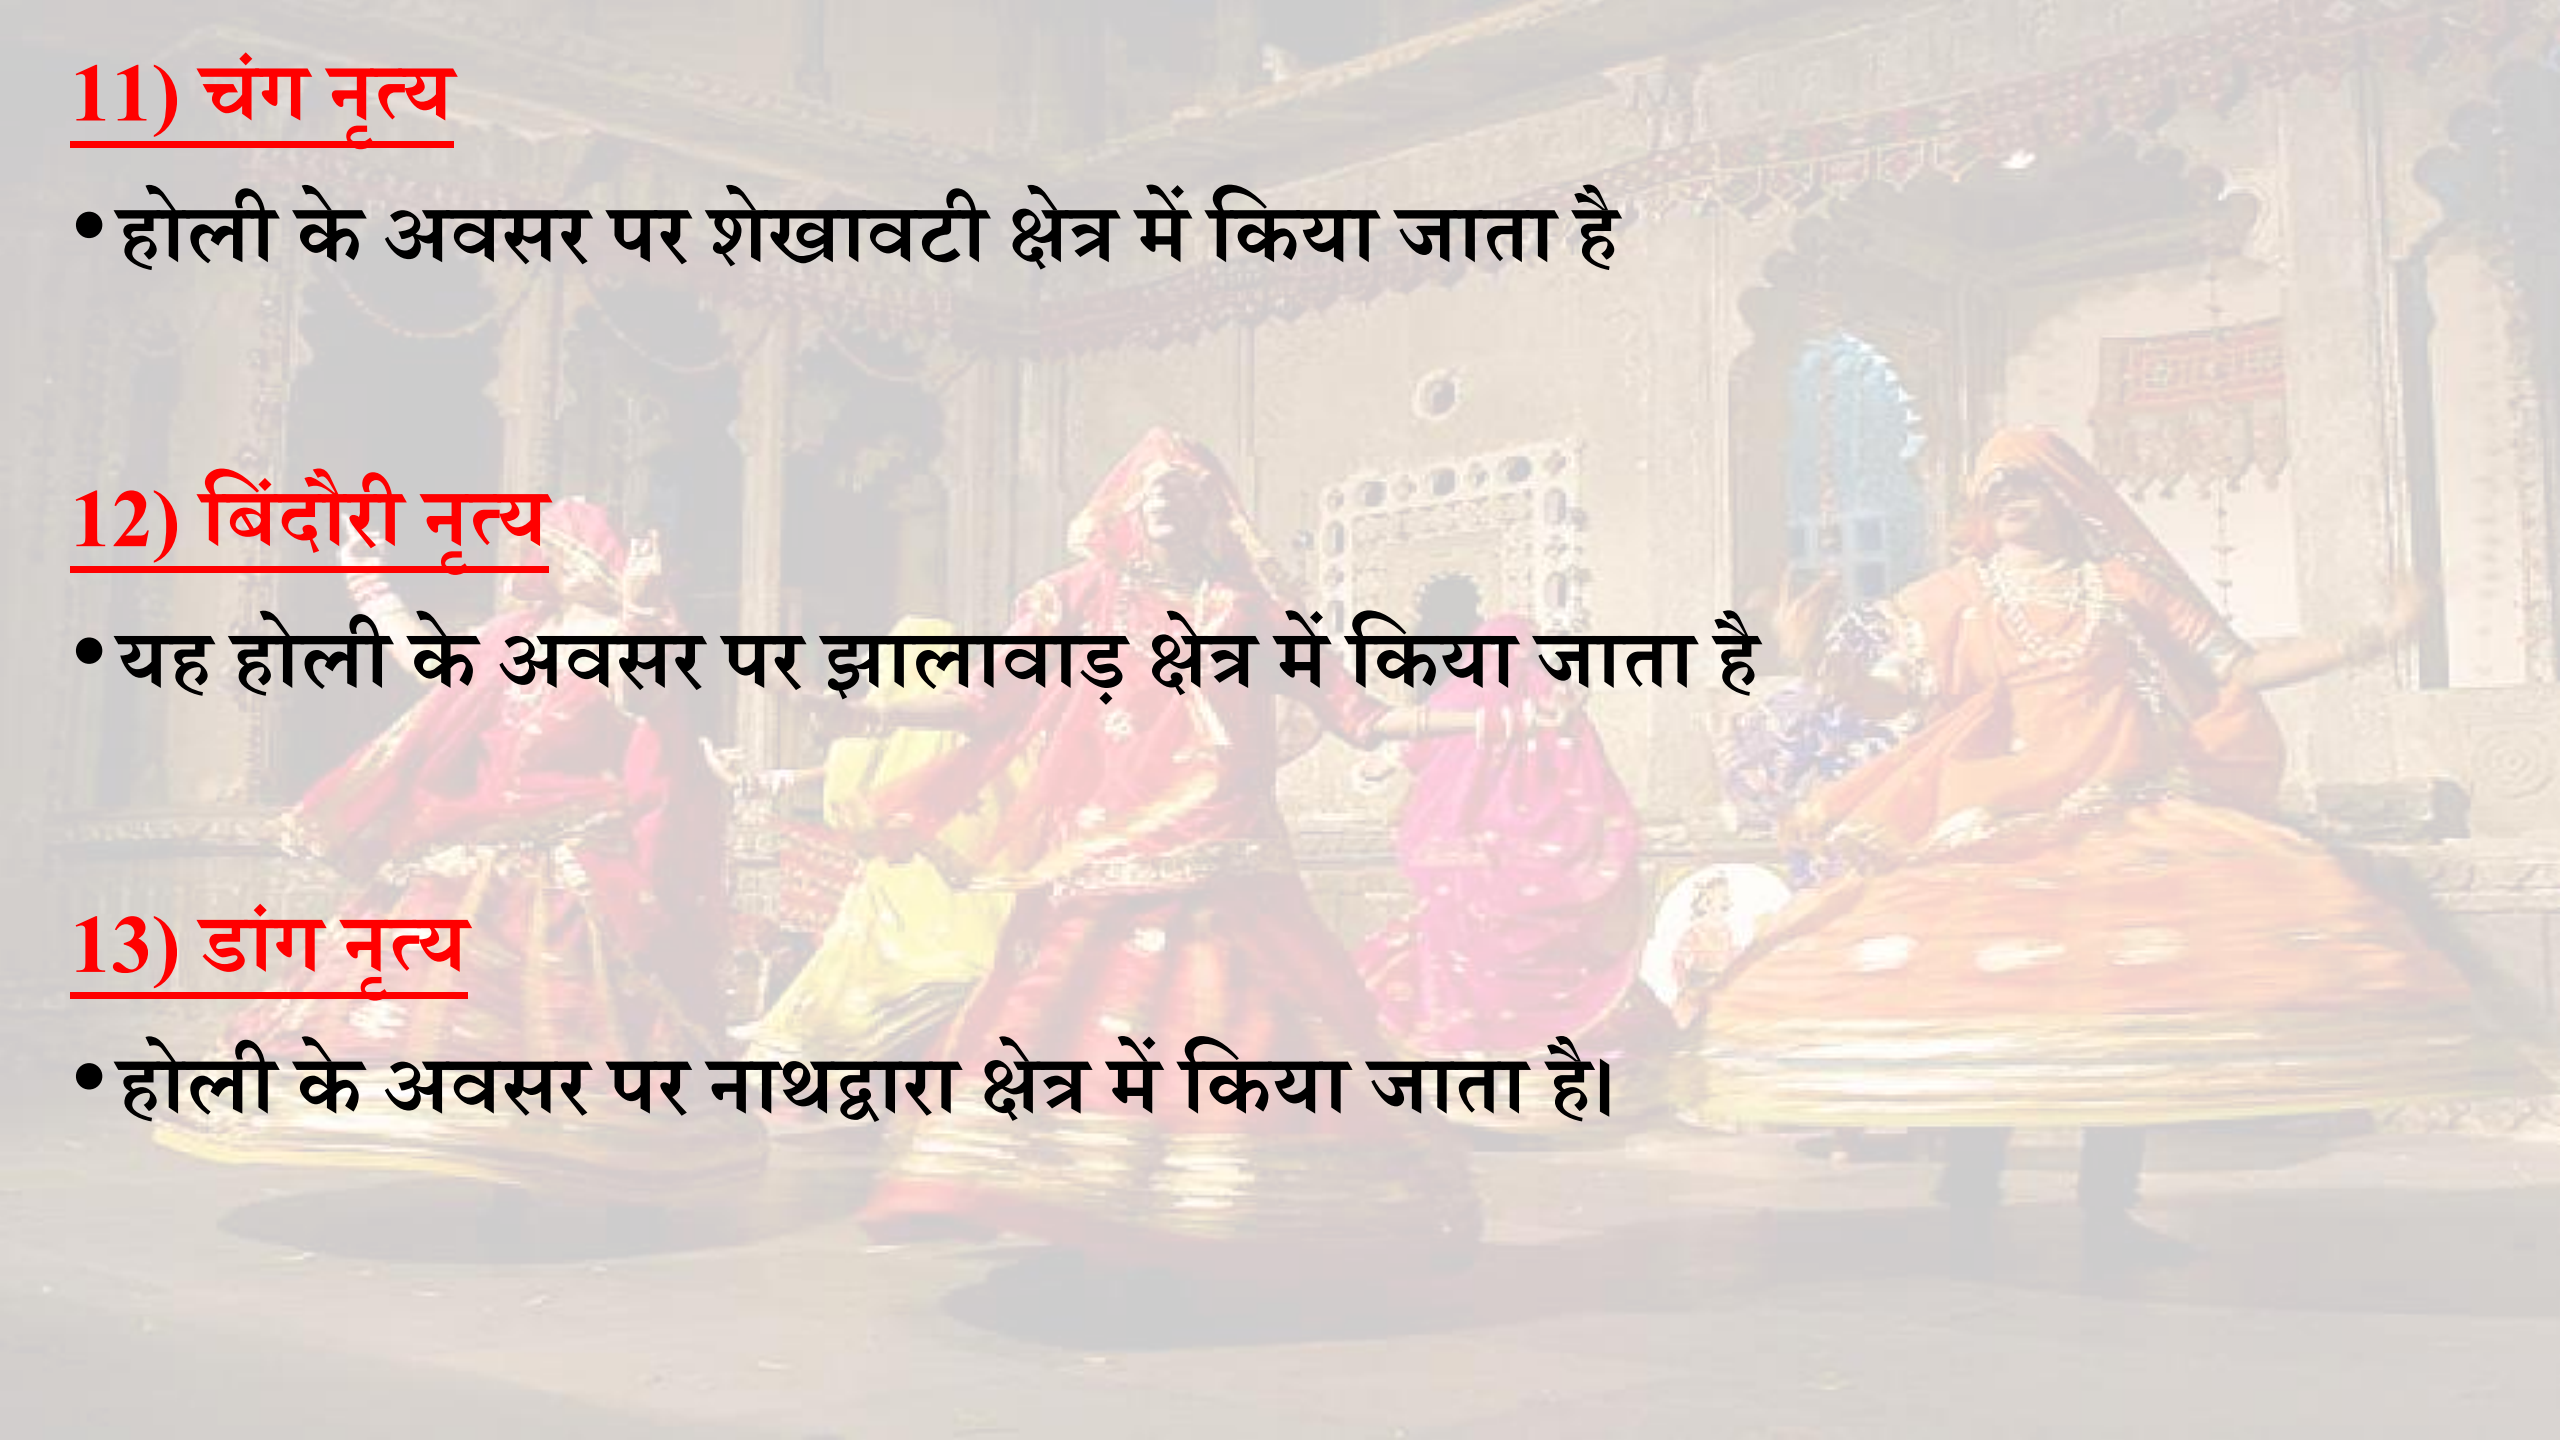 11) चंग नृत्य
•होली के अवसर पर शेखावटी क्षेत्र में किया जाता है
12) बिंदौरी नृत्य
•यह होली के अवसर पर झालावाड़ क्षेत्र में किया जाता है
13) डांग नृत्य
•होली के अवसर पर नाथद्वारा क्षेत्र में किया जाता है।